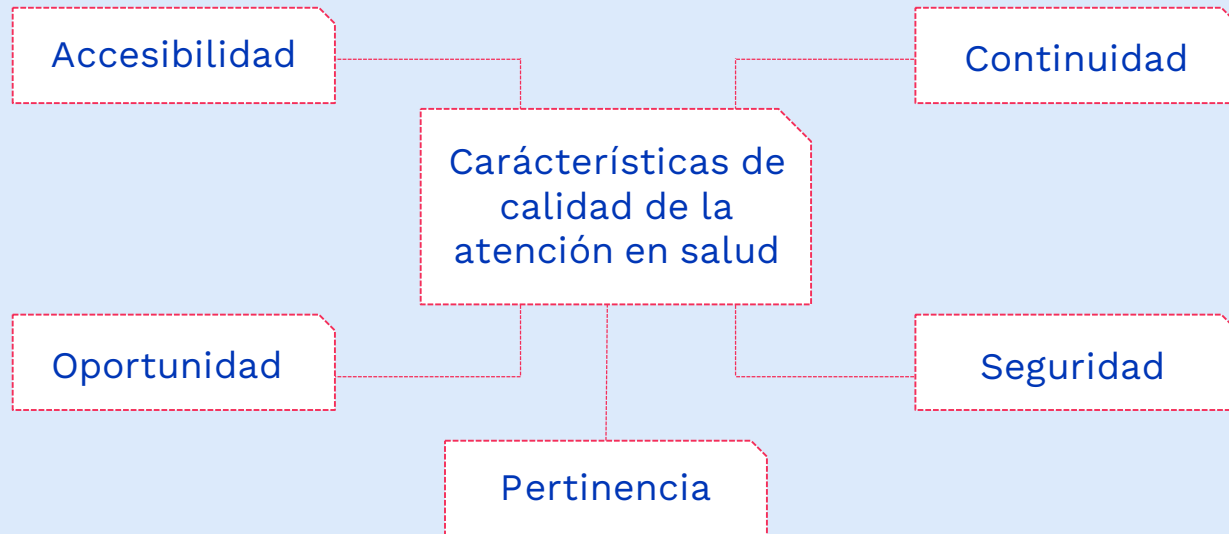 Accesibilidad
Continuidad
Carácterísticas de
calidad de la
atención en salud
Oportunidad
Seguridad
Pertinencia